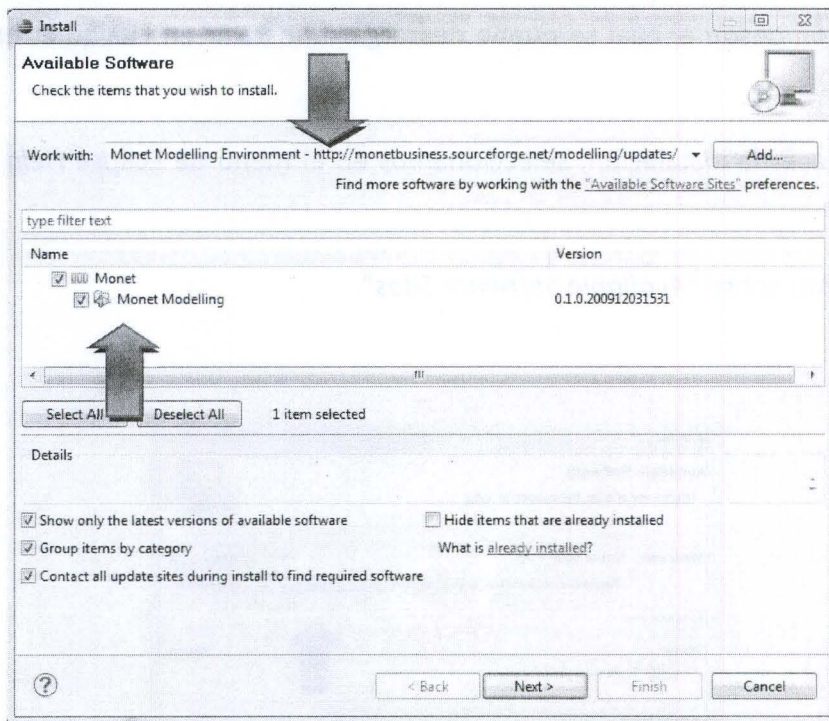 Install
Available Software
Check the items that you wish to install.
Work with: Monet Modelling Environment - http://monetbusiness.sourceforge.net/modelling/updates/ Add...
Find more software by working with the "Available Software Sites" preferences.
type filter text
Name Version
Monet
Monet Modelling 0.1.0.200912031531
Select All Deselect All 1 item selected
Details
Show only the latest versions of available software Hide items that are already installed
Group items by category What is already installed?
Contact all update sites during install to find required software
< Back Next > Finish Cancel